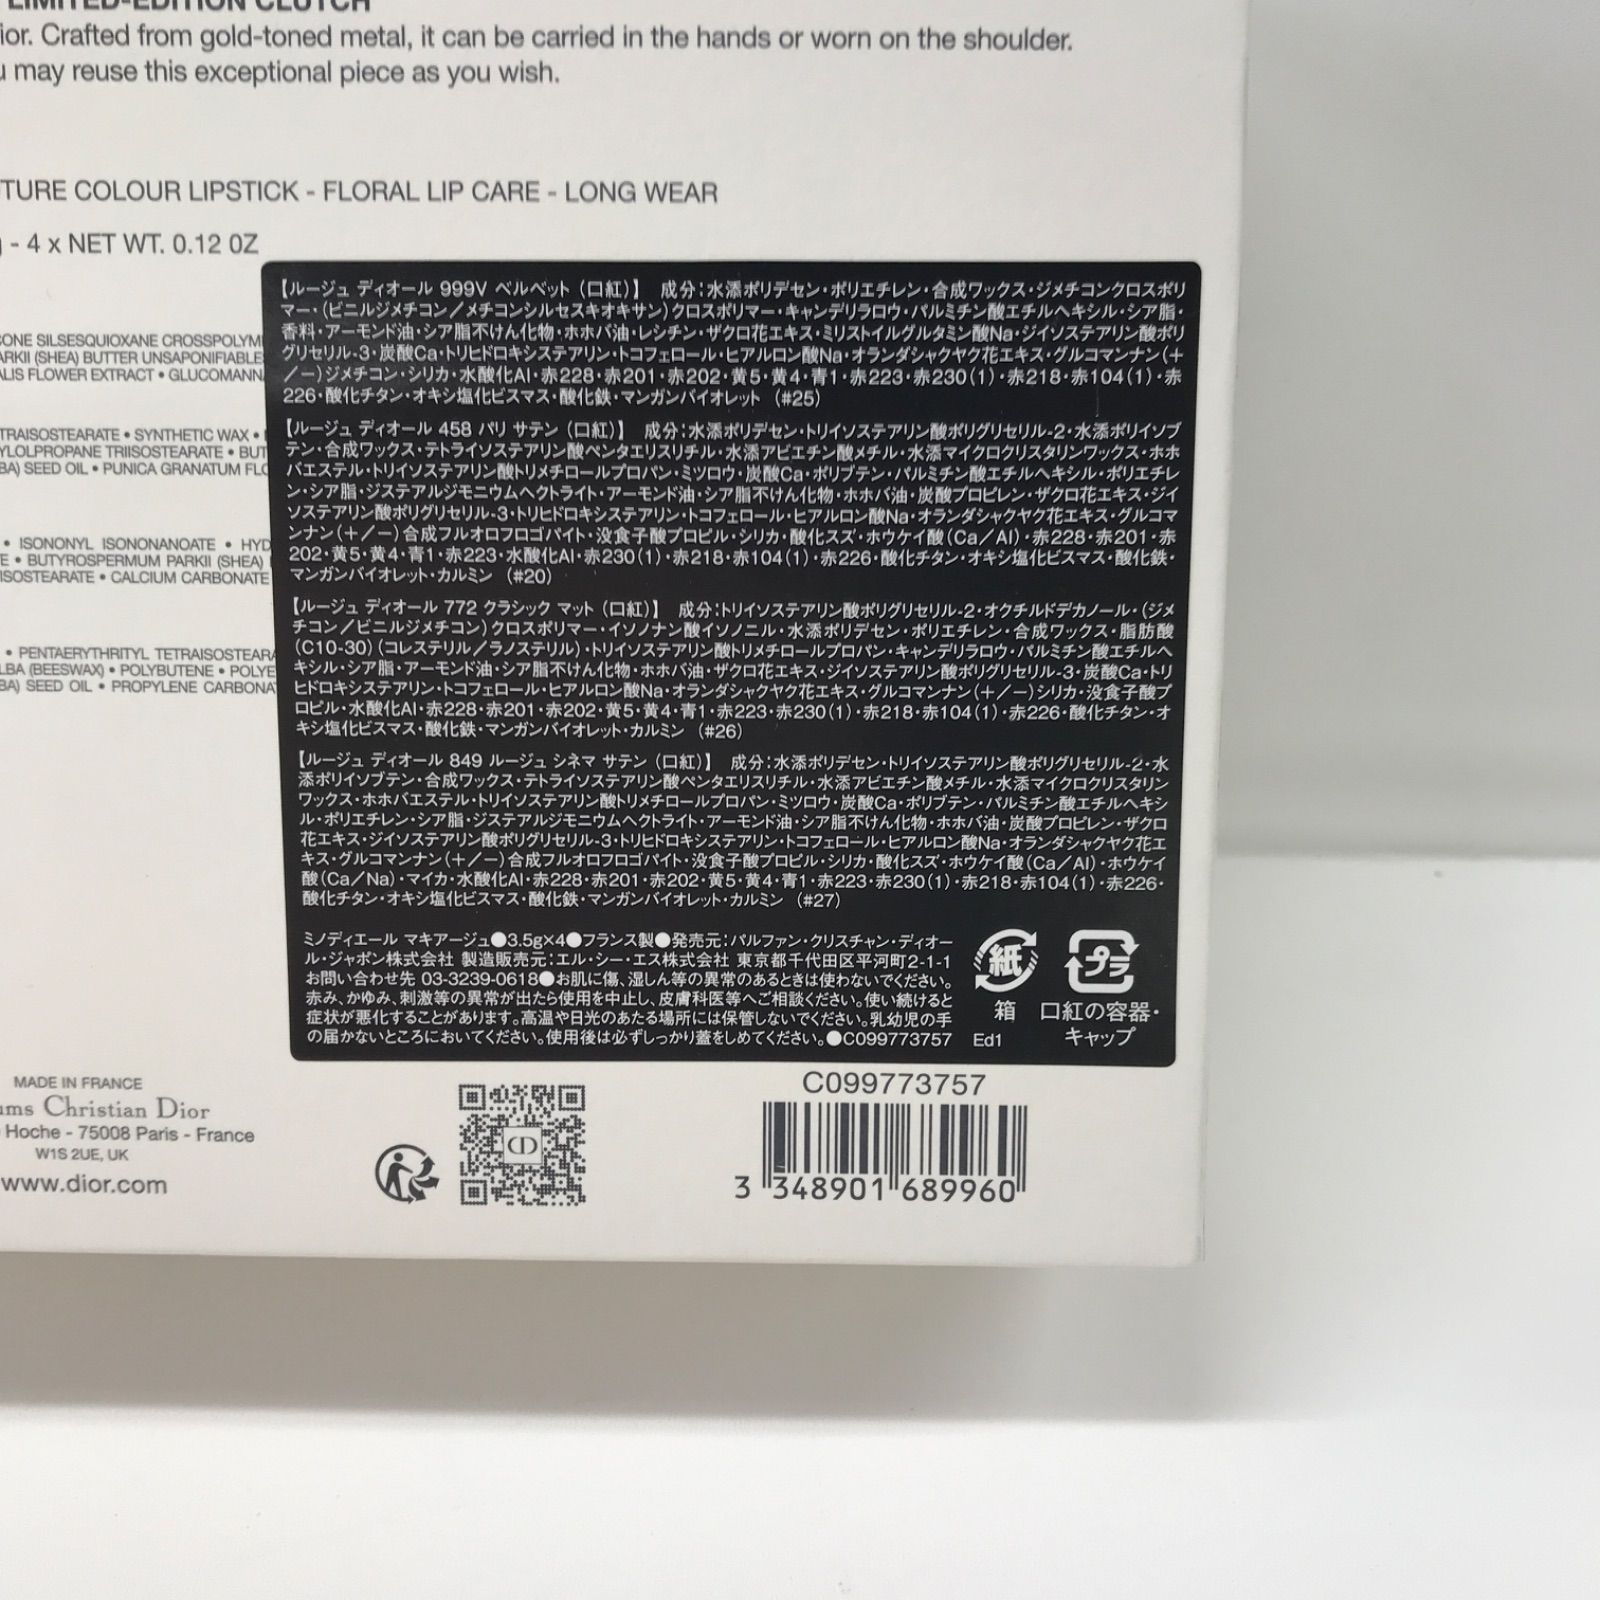 LIMITED-EDITION CLUTCH
ior. Crafted from gold-toned metal, it can be carried in the hands or worn on the shoulder.
u may reuse this exceptional piece as you wish.
TURE COLOUR LIPSTICK - FLORAL LIP CARE - LONG WEAR
- 4 x NET WT. 0.12 OZ
CONE SILSESQUIOXANE CROSSPOLYM
ARKII (SHEA) BUTTER UNSAPONIFIABLE
ALIS FLOWER EXTRACT • GLUCOMANN
TRAISOSTEARATE • SYNTHETIC WAX •
YLOLPROPANE TRIISOSTEARATE • BUT
BA) SEED OIL • PUNICA GRANATUM FLO
• ISONONYL ISONONANOATE • HYD
E • BUTYROSPERMUM PARKII (SHEA)
ISOSTEARATE • CALCIUM CARBONATE
• PENTAERYTHRITYL TETRAISOSTEARA
LBA (BEESWAX) • POLYBUTENE • POLYE
BA) SEED OIL • PROPYLENE CARBONA
【ルージュ ディオール 999V ベルベット（口紅）】 成分：水添ポリデセン・ポリエチレン・合成ワックス・ジメチコンクロスポリ
マー・（ビニルジメチコン／メチコンシルセスキオキサン）クロスポリマー・キャンデリラロウ・パルミチン酸エチルヘキシル・シア脂・
香料・アーモンド油・シア脂不けん化物・ホホバ油・レシチン・ザクロ花エキス・ミリストイルグルタミン酸Na・ジイソステアリン酸ポリ
グリセリル-3・炭酸Ca・トリヒドロキシステアリン・トコフェロール・ヒアルロン酸Na・オランダシャクヤク花エキス・グルコマンナン（＋
／－）ジメチコン・シリカ・水酸化Al・赤228・赤201・赤202・黄5・黄4・青1・赤223・赤230（1）・赤218・赤104（1）・赤
226・酸化チタン・オキシ塩化ビスマス・酸化鉄・マンガンバイオレット （#25）
【ルージュ ディオール 458 パリ サテン（口紅）】 成分：水添ポリデセン・トリイソステアリン酸ポリグリセリル-2・水添ポリイソブ
テン・合成ワックス・テトライソステアリン酸ペンタエリスリチル・水添アビエチン酸メチル・水添マイクロクリスタリンワックス・ホホ
バエステル・トリイソステアリン酸トリメチロールプロパン・ミツロウ・炭酸Ca・ポリブテン・パルミチン酸エチルヘキシル・ポリエチレ
ン・シア脂・ジステアルジモニウムヘクトライト・アーモンド油・シア脂不けん化物・ホホバ油・炭酸プロピレン・ザクロ花エキス・ジイ
ソステアリン酸ポリグリセリル-3・トリヒドロキシステアリン・トコフェロール・ヒアルロン酸Na・オランダシャクヤク花エキス・グルコマ
ンナン（＋／－）合成フルオロフロゴパイト・没食子酸プロピル・シリカ・酸化スズ・ホウケイ酸（Ca／Al）・赤228・赤201・赤
202・黄5・黄4・青1・赤223・水酸化Al・赤230（1）・赤218・赤104（1）・赤226・酸化チタン・オキシ塩化ビスマス・酸化鉄・
マンガンバイオレット・カルミン （#20）
【ルージュ ディオール 772 クラシック マット（口紅）】 成分：トリイソステアリン酸ポリグリセリル-2・オクチルドデカノール・（ジメ
チコン／ビニルジメチコン）クロスポリマー・イソノナン酸イソノニル・水添ポリデセン・ポリエチレン・合成ワックス・脂肪酸
（C10-30）（コレステリル／ラノステリル）・トリイソステアリン酸トリメチロールプロパン・キャンデリラロウ・パルミチン酸エチルヘ
キシル・シア脂・アーモンド油・シア脂不けん化物・ホホバ油・ザクロ花エキス・ジイソステアリン酸ポリグリセリル-3・炭酸Ca・トリ
ヒドロキシステアリン・トコフェロール・ヒアルロン酸Na・オランダシャクヤク花エキス・グルコマンナン（＋／－）シリカ・没食子酸プ
ロピル・水酸化Al・赤228・赤201・赤202・黄5・黄4・青1・赤223・赤230（1）・赤218・赤104（1）・赤226・酸化チタン・オ
キシ塩化ビスマス・酸化鉄・マンガンバイオレット・カルミン （#26）
【ルージュ ディオール 849 ルージュ シネマ サテン（口紅）】 成分：水添ポリデセン・トリイソステアリン酸ポリグリセリル-2・水
添ポリイソブテン・合成ワックス・テトライソステアリン酸ペンタエリスリチル・水添アビエチン酸メチル・水添マイクロクリスタリン
ワックス・ホホバエステル・トリイソステアリン酸トリメチロールプロパン・ミツロウ・炭酸Ca・ポリブテン・パルミチン酸エチルヘキシ
ル・ポリエチレン・シア脂・ジステアルジモニウムヘクトライト・アーモンド油・シア脂不けん化物・ホホバ油・炭酸プロピレン・ザクロ
花エキス・ジイソステアリン酸ポリグリセリル-3・トリヒドロキシステアリン・トコフェロール・ヒアルロン酸Na・オランダシャクヤク花エ
キス・グルコマンナン（＋／－）合成フルオロフロゴパイト・没食子酸プロピル・シリカ・酸化スズ・ホウケイ酸（Ca／Al）・ホウケイ
酸（Ca／Na）・マイカ・水酸化Al・赤228・赤201・赤202・黄5・黄4・青1・赤223・赤230（1）・赤218・赤104（1）・赤226・
酸化チタン・オキシ塩化ビスマス・酸化鉄・マンガンバイオレット・カルミン （#27）
ミノディエール マキアージュ●3.5g×4●フランス製●発売元：パルファン・クリスチャン・ディオー
ル・ジャポン株式会社 製造販売元：エル・シー・エス株式会社 東京都千代田区平河町2-1-1
お問い合わせ先 03-3239-0618●お肌に傷、湿しん等の異常のあるときは使わないでください。
赤み、かゆみ、刺激等の異常が出たら使用を中止し、皮膚科医等へご相談ください。使い続けると
症状が悪化することがあります。高温や日光のあたる場所には保管しないでください。乳幼児の手
の届かないところにおいてください。使用後は必ずしっかり蓋をしめてください。●C099773757 Ed1
紙
箱
プラ
口紅の容器・
キャップ
MADE IN FRANCE
ums Christian Dior
Hoche - 75008 Paris - France
W1S 2UE, UK
www.dior.com
CD
C099773757
3 348901 689960